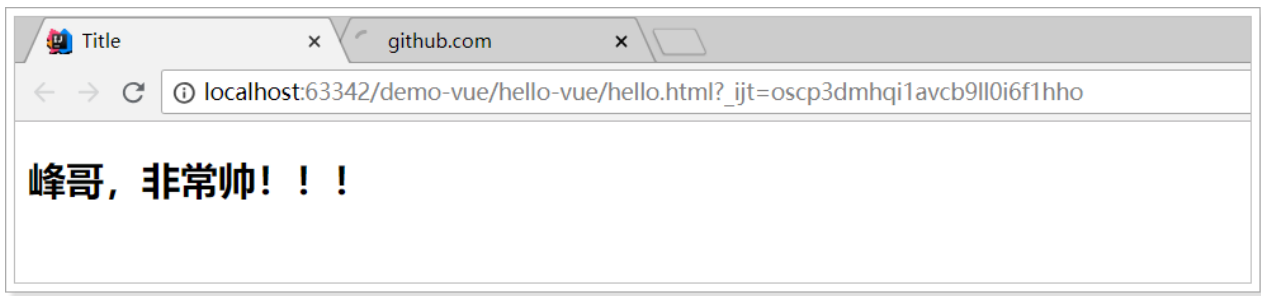 Title
github.com
localhost:63342/demo-vue/hello-vue/hello.html?_ijt=oscp3dmhqi1avcb9ll0i6f1hho
峰哥，非常帅！！！